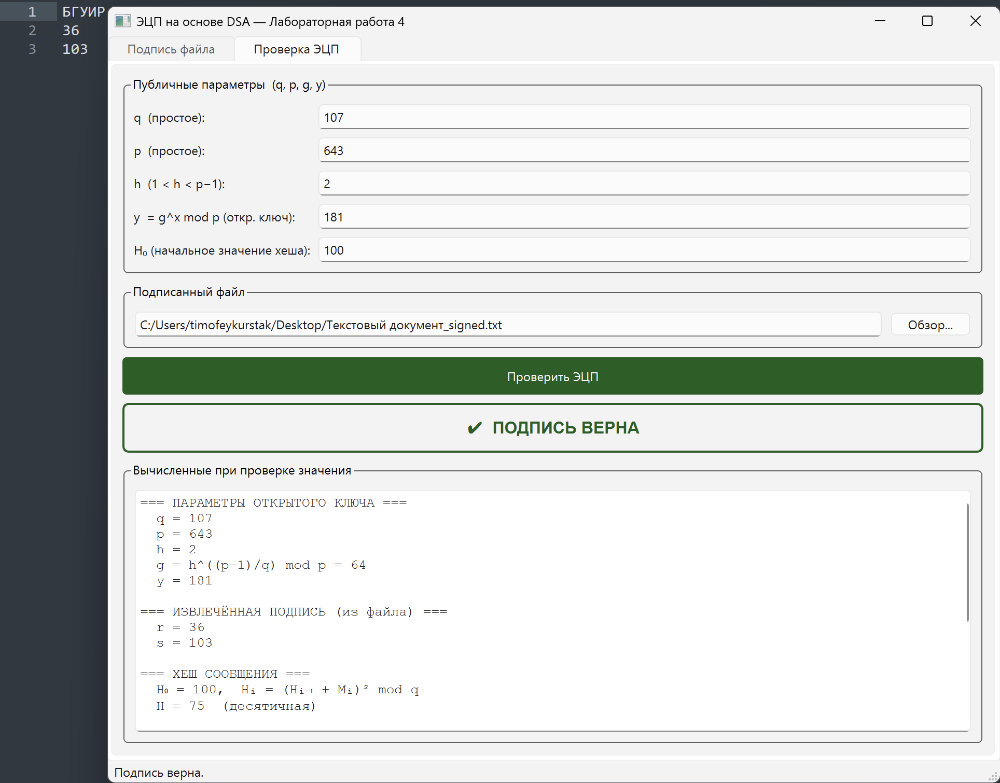 1 БГУИР
2 36
3 103
ЭЦП на основе DSA — Лабораторная работа 4
Подпись файла Проверка ЭЦП
Публичные параметры (q, p, g, y)
q (простое): 107
p (простое): 643
h (1 < h < p−1): 2
y = g^x mod p (откр. ключ): 181
H₀ (начальное значение хеша): 100
Подписанный файл
C:/Users/timofeykurstak/Desktop/Текстовый документ_signed.txt Обзор...
Проверить ЭЦП
✔ ПОДПИСЬ ВЕРНА
Вычисленные при проверке значения
=== ПАРАМЕТРЫ ОТКРЫТОГО КЛЮЧА ===
q = 107
p = 643
h = 2
g = h^((p−1)/q) mod p = 64
y = 181
=== ИЗВЛЕЧЁННАЯ ПОДПИСЬ (из файла) ===
r = 36
s = 103
=== ХЕШ СООБЩЕНИЯ ===
H₀ = 100, Hᵢ = (Hᵢ₋₁ + Mᵢ)² mod q
H = 75 (десятичная)
Подпись верна.